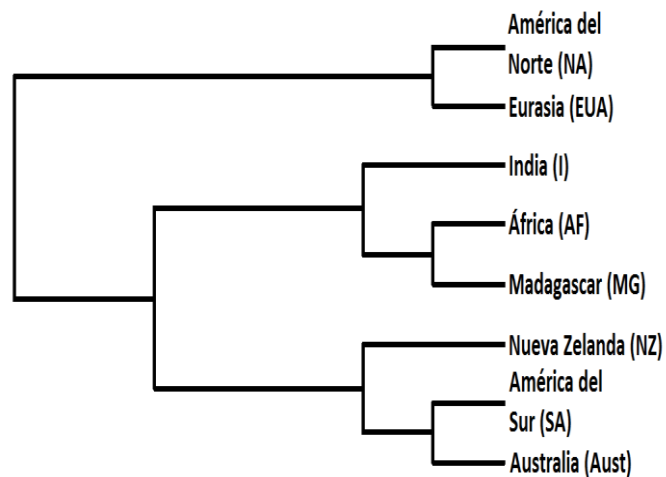 América del
Norte (NA)
Eurasia (EUA)
India (I)
África (AF)
Madagascar (MG)
Nueva Zelanda (NZ)
América del
Sur (SA)
Australia (Aust)